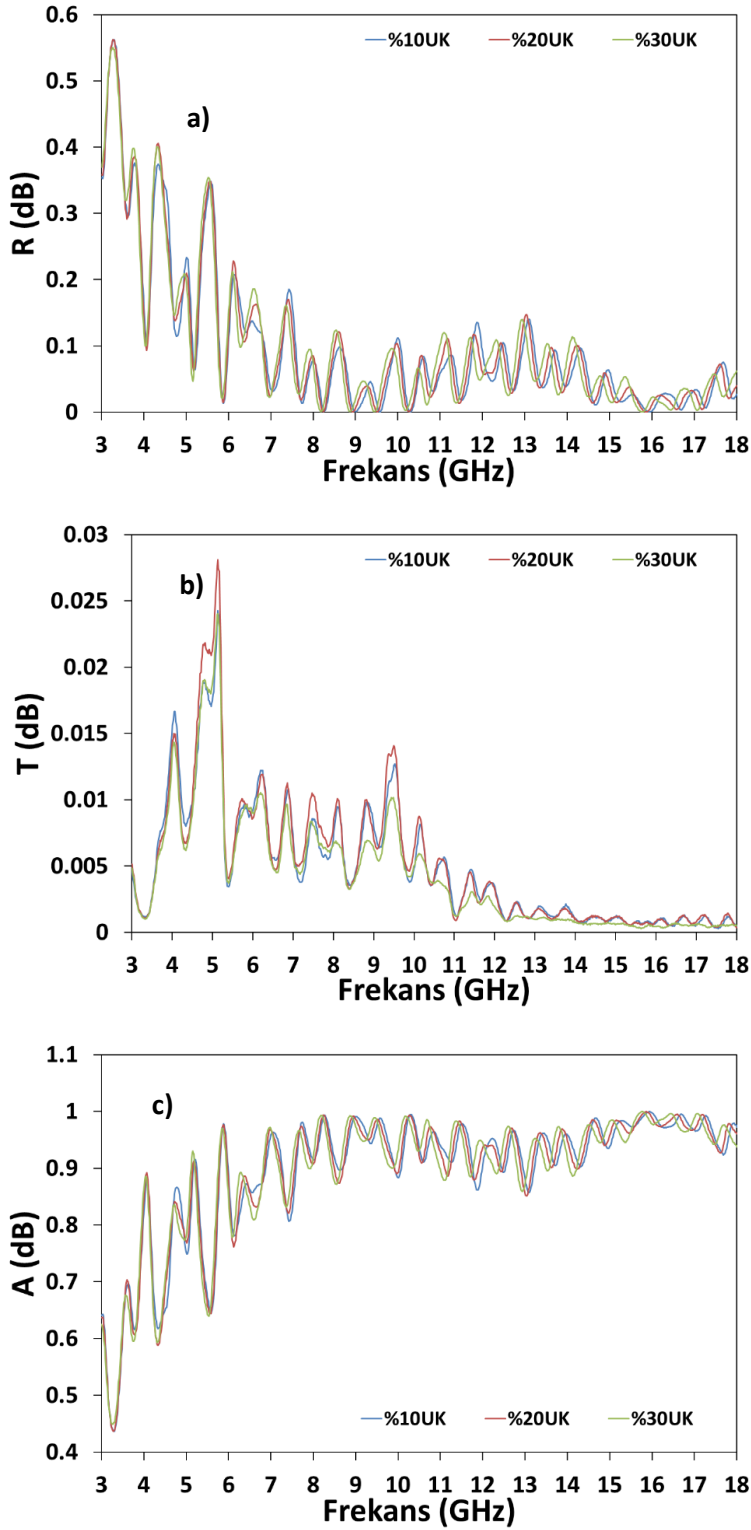 0.6
%10UK %20UK %30UK
0.5
a)
0.4
R (dB)
0.3
0.2
0.1
0
3 4 5 6 7 8 9 10 11 12 13 14 15 16 17 18
Frekans (GHz)
0.03
%10UK %20UK %30UK
b)
0.025
0.02
T (dB)
0.015
0.01
0.005
0
3 4 5 6 7 8 9 10 11 12 13 14 15 16 17 18
Frekans (GHz)
1.1
c)
1
0.9
0.8
A (dB)
0.7
0.6
0.5
%10UK %20UK %30UK
0.4
3 4 5 6 7 8 9 10 11 12 13 14 15 16 17 18
Frekans (GHz)